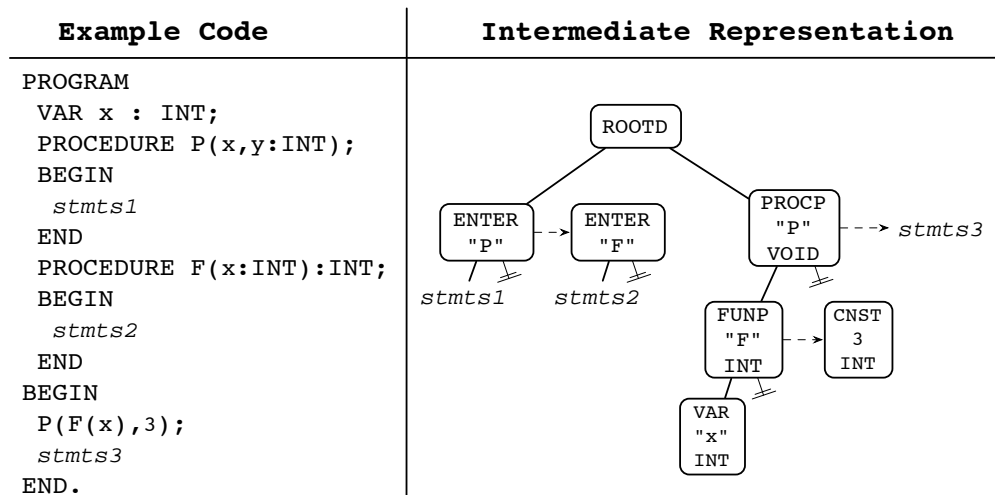 Example Code
Intermediate Representation
PROGRAM
VAR x : INT;
PROCEDURE P(x,y:INT);
BEGIN
stmts1
END
PROCEDURE F(x:INT):INT;
BEGIN
stmts2
END
BEGIN
P(F(x),3);
stmts3
END.
ROOTD
ENTER
"P"
ENTER
"F"
PROCP
"P"
VOID
stmts3
stmts1
stmts2
FUNP
"F"
INT
CNST
3
INT
VAR
"x"
INT